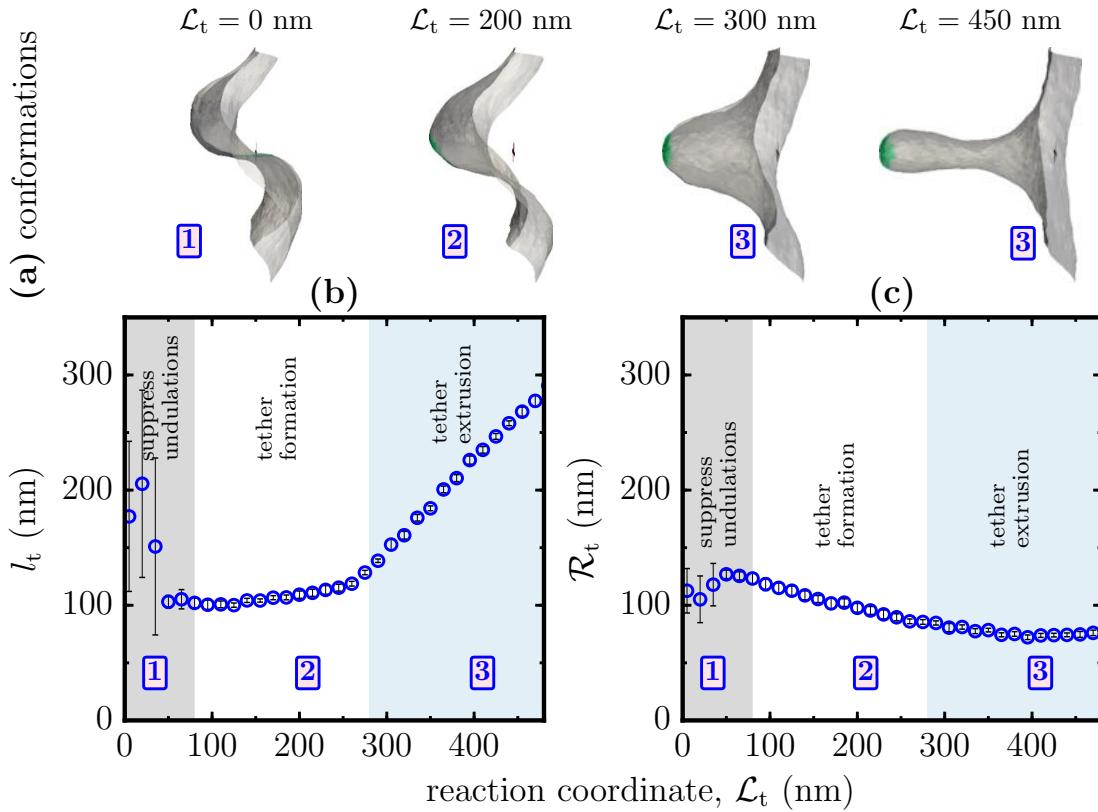 ℒt = 0 nm
ℒt = 200 nm
ℒt = 300 nm
ℒt = 450 nm
(a) conformations
1
2
3
3
(b)
(c)
suppress
undulations
tether
formation
tether
extrusion
1
2
3
300
200
100
0
lt (nm)
0
100
200
300
400
suppress
undulations
tether
formation
tether
extrusion
1
2
3
300
200
100
0
ℛt (nm)
0
100
200
300
400
reaction coordinate, ℒt (nm)